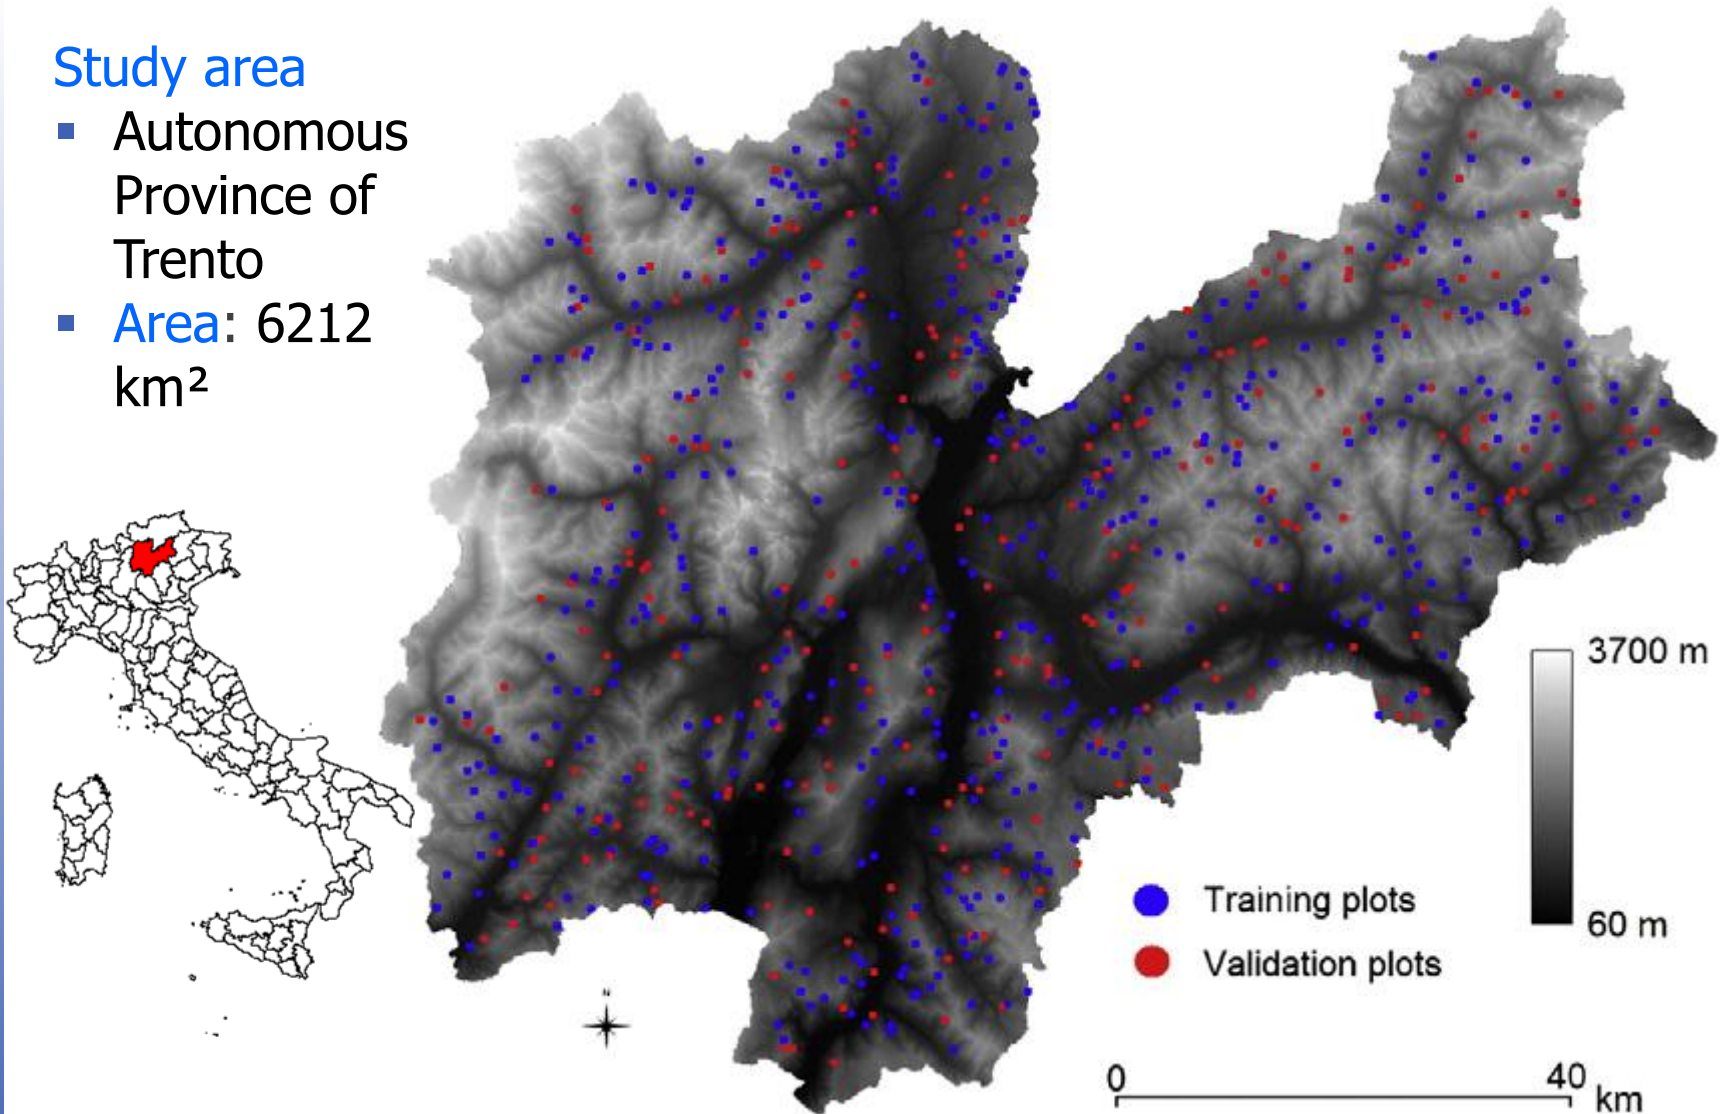 Study area
▪ Autonomous
Province of
Trento
▪ Area: 6212
km²
3700 m
60 m
Training plots
Validation plots
N
0 40 km